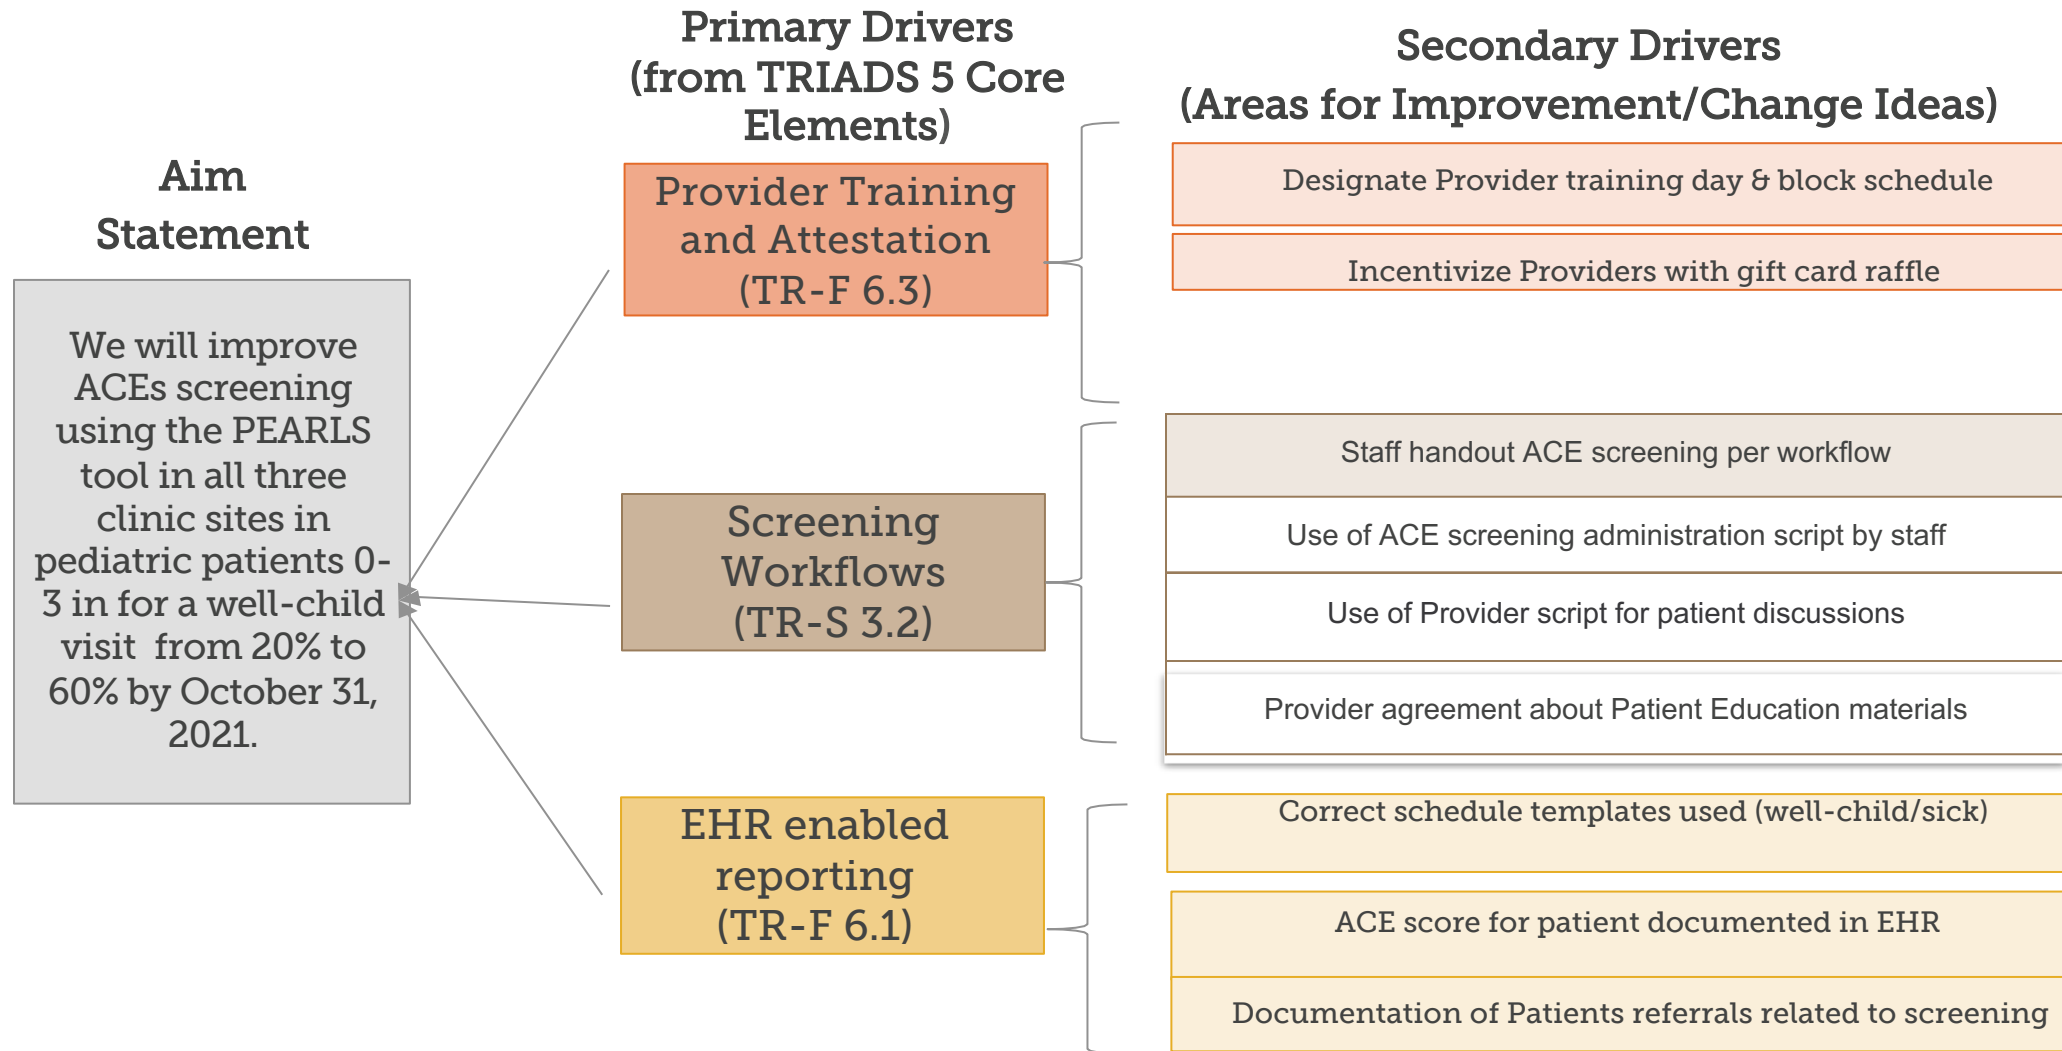 Aim
Statement
We will improve
ACEs screening
using the PEARLS
tool in all three
clinic sites in
pediatric patients 0-
3 in for a well-child
visit  from 20% to
60% by October 31,
2021.
Primary Drivers
(from TRIADS 5 Core
Elements)
Provider Training
and Attestation
(TR-F 6.3)
Screening
Workflows
(TR-S 3.2)
EHR enabled
reporting
(TR-F 6.1)
Secondary Drivers
(Areas for Improvement/Change Ideas)
Designate Provider training day & block schedule
Incentivize Providers with gift card raffle
Staff handout ACE screening per workflow
Use of ACE screening administration script by staff
Use of Provider script for patient discussions
Provider agreement about Patient Education materials
Correct schedule templates used (well-child/sick)
ACE score for patient documented in EHR
Documentation of Patients referrals related to screening